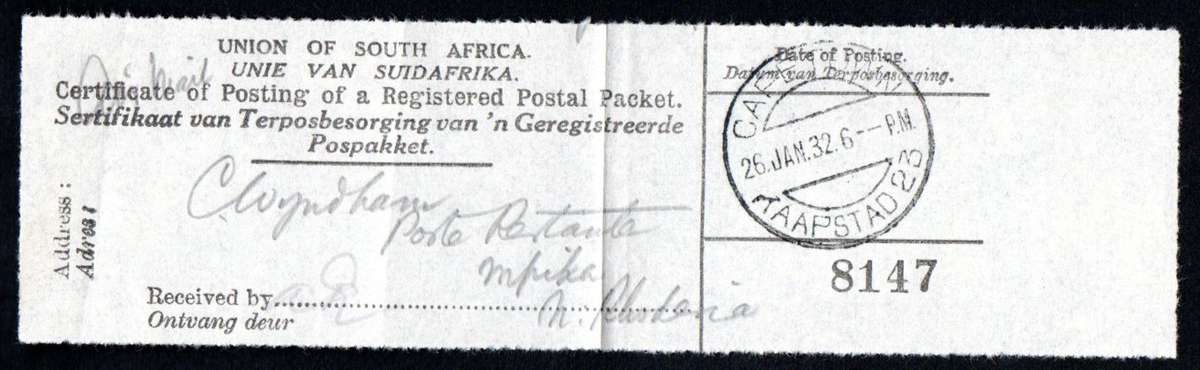 UNION OF SOUTH AFRICA.
UNIE VAN SUIDAFRIKA.
Certificate of Posting of a Registered Postal Packet.
Sertifikaat van Terposbesorging van 'n Geregistreerde
Pospakket.
Address:
Adres:
C Wyndham
Poste Restante
Mpika
N. Rhodesia
Received by
Ontvang deur
Date of Posting.
Datum van Terposbesorging.
26.JAN.32.6-- P.M.
KAAPSTAD 23
8147